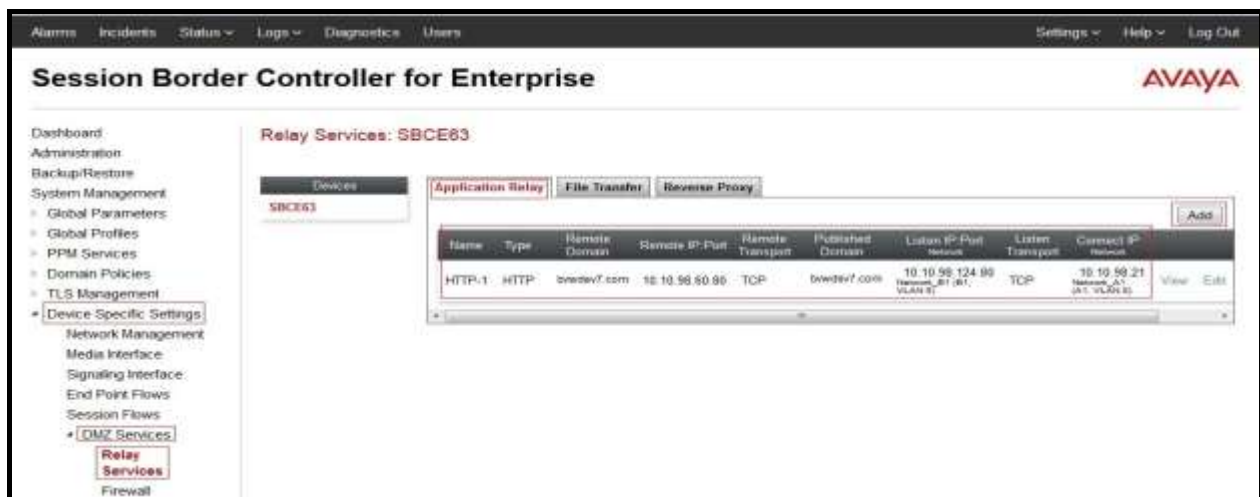 Alarms Incidents Status Logs Diagnostics Users Settings Help Log Out
Session Border Controller for Enterprise
AVAYA
Dashboard
Administration
Backup/Restore
System Management
Global Parameters
Global Profiles
PPM Services
Domain Policies
TLS Management
Device Specific Settings
Network Management
Media Interface
Signaling Interface
End Point Flows
Session Flows
DMZ Services
Relay
Services
Firewall
Relay Services: SBCE63
Devices
SBCE63
Application Relay File Transfer Reverse Proxy
Add
Name Type Remote Domain Remote IP:Port Remote Transport Published Domain Listen IP:Port Network Listen Transport Connect IP Network
HTTP-1 HTTP bvwdev7.com 10.10.98.60:80 TCP bvwdev7.com 10.10.98.124:80 TCP 10.10.98.21 View Edit
Network_B1 (B1, Network_A1